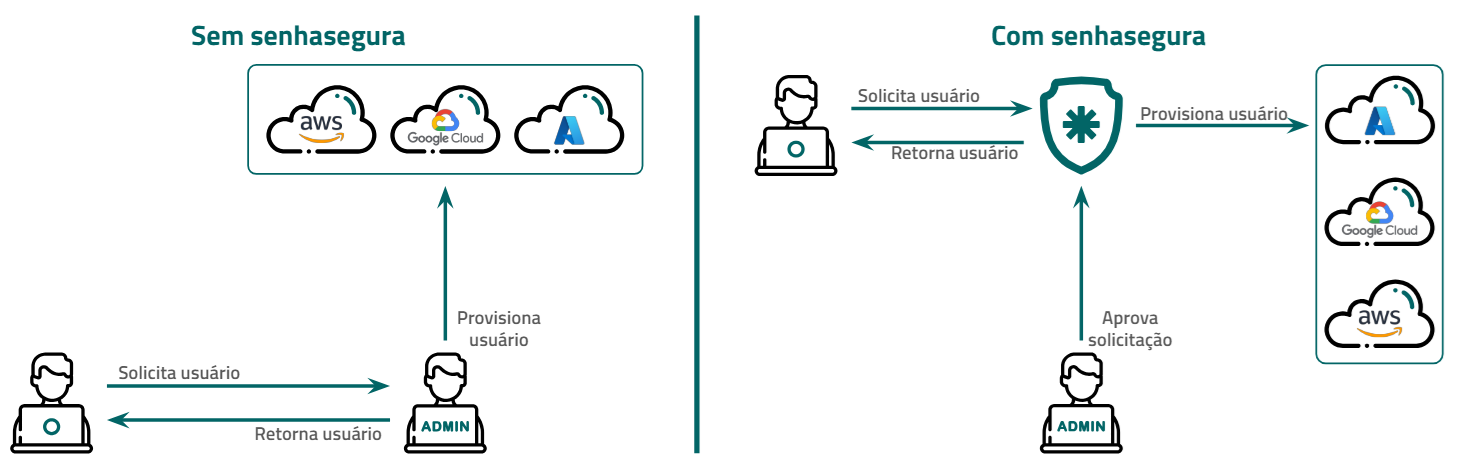 Sem senhasegura
aws
Google Cloud
Provisiona
usuário
Solicita usuário
ADMIN
Retorna usuário
Com senhasegura
Solicita usuário
Provisiona usuário
Retorna usuário
Google Cloud
aws
Aprova
solicitação
ADMIN